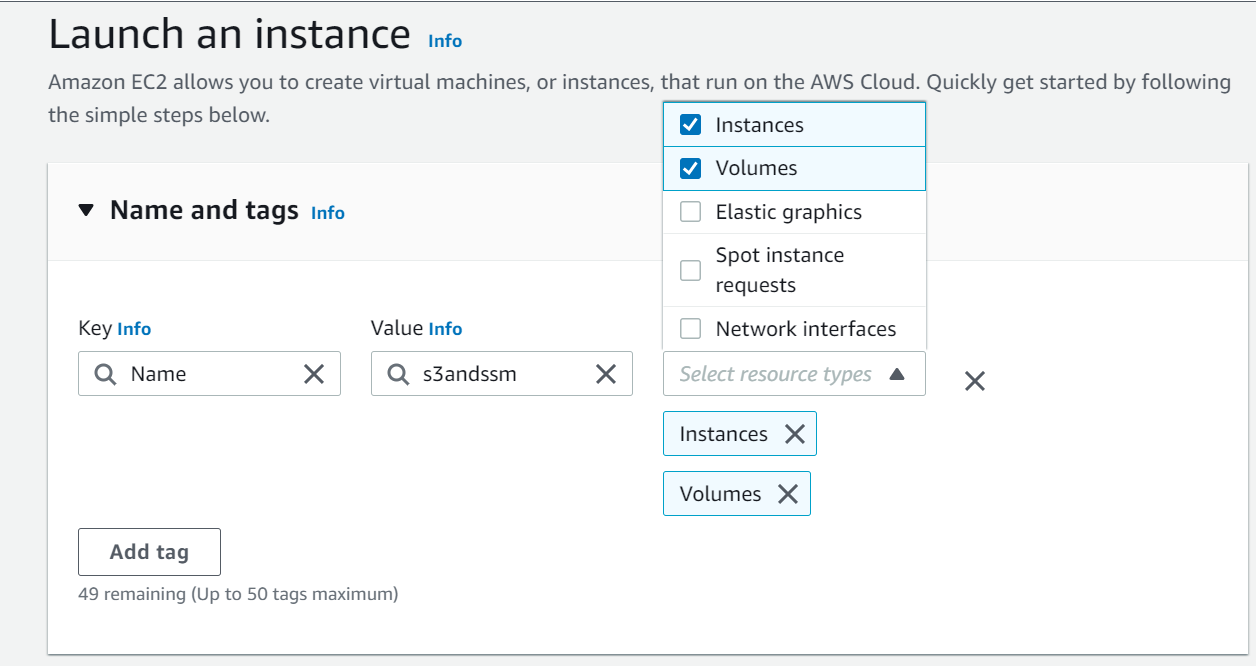 Launch an instance Info
Amazon EC2 allows you to create virtual machines, or instances, that run on the AWS Cloud. Quickly get started by following
the simple steps below.
Instances
Volumes
Elastic graphics
Spot instance
requests
Network interfaces
Name and tags Info
Key Info
Value Info
Name
s3andssm
Select resource types
Instances
Volumes
Add tag
49 remaining (Up to 50 tags maximum)